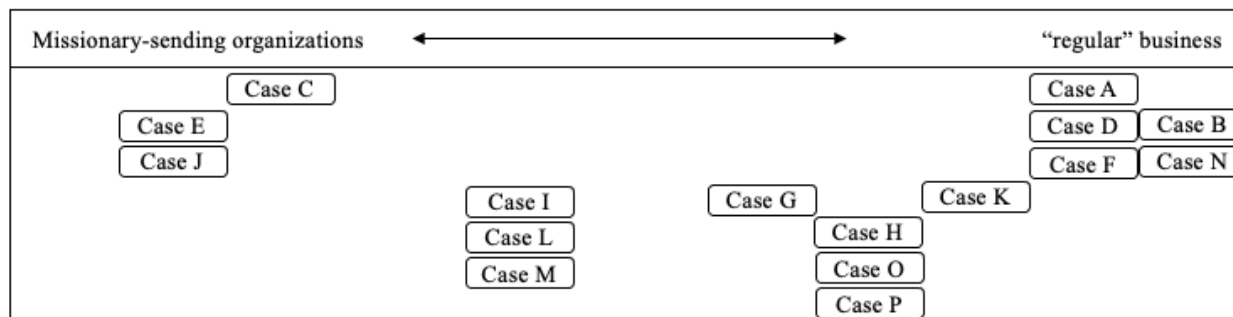 Missionary-sending organizations “regular” business
Case C Case A
Case E Case D Case B
Case J Case F Case N
Case I Case G Case K
Case L Case H
Case M Case O
Case P